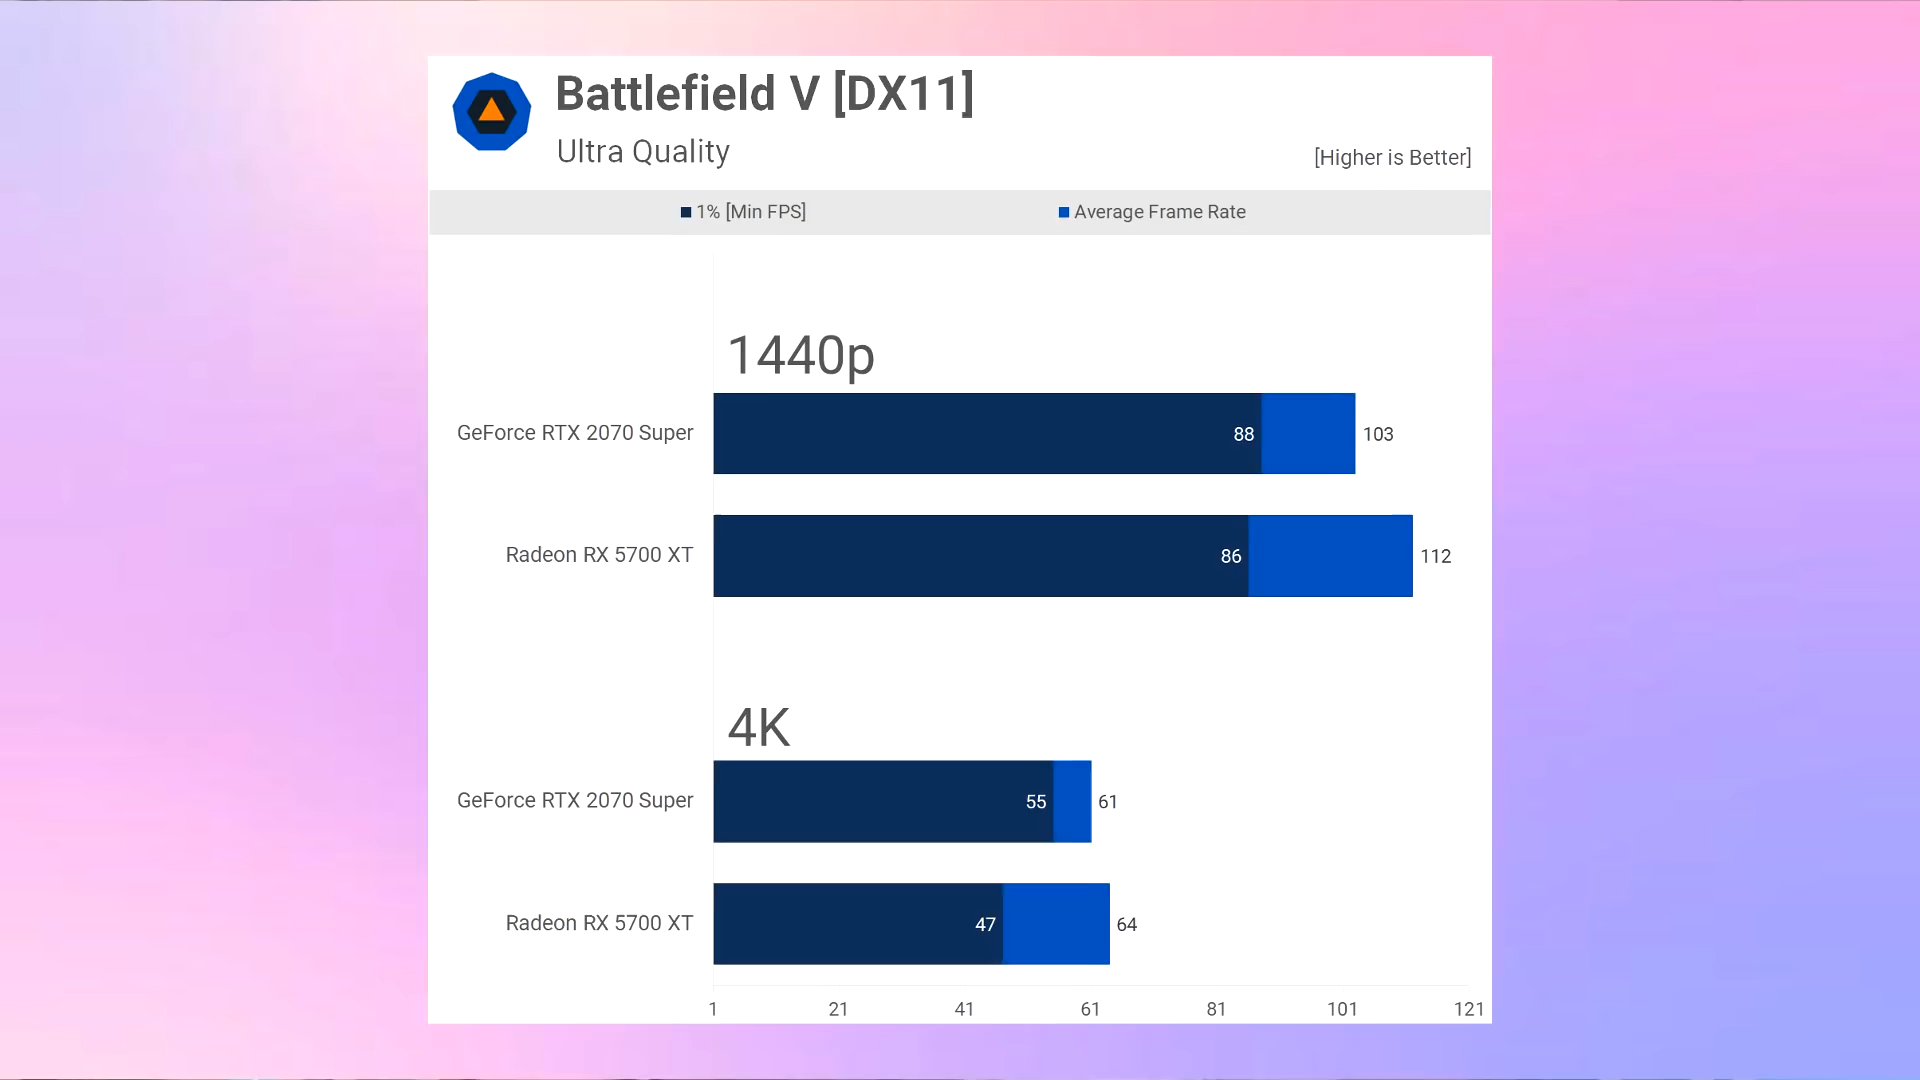 Battlefield V [DX11]
Ultra Quality
[Higher is Better]
1% [Min FPS] Average Frame Rate
1440p
GeForce RTX 2070 Super 88 103
Radeon RX 5700 XT 86 112
4K
GeForce RTX 2070 Super 55 61
Radeon RX 5700 XT 47 64
1 21 41 61 81 101 121